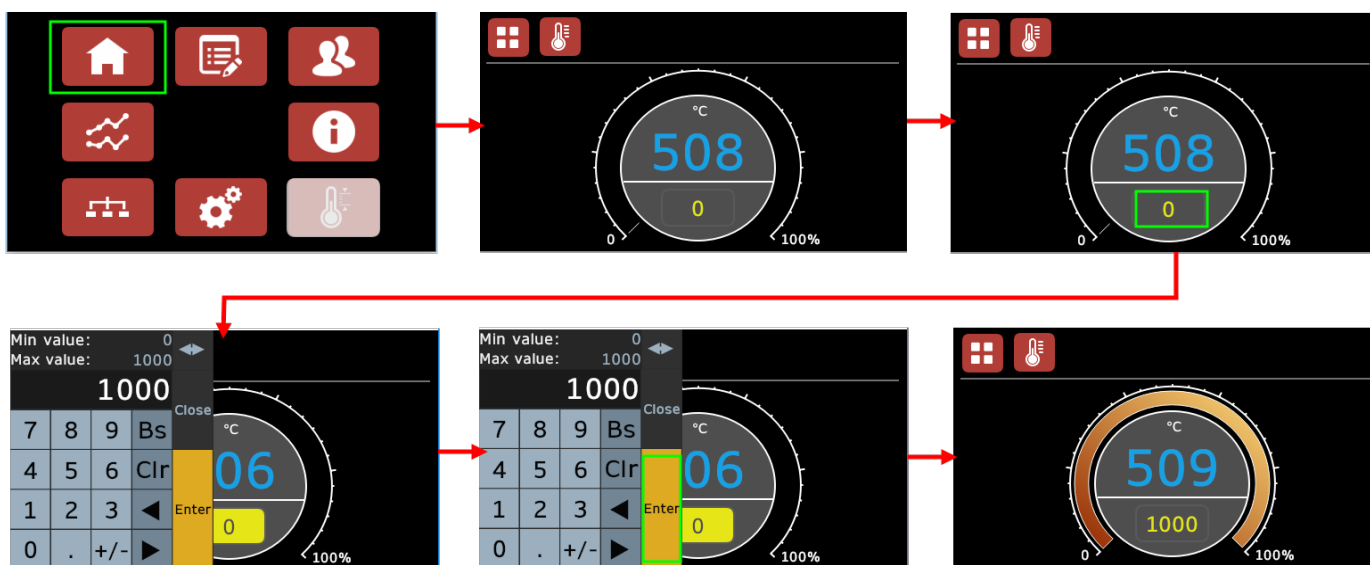 °C
508
0
0
100%
°C
508
0
0
100%
Min value: 0
Max value: 1000
1000
Close
7 8 9 Bs
4 5 6 Clr
1 2 3
Enter
0 . +/-
°C
06
0
100%
Min value: 0
Max value: 1000
1000
Close
7 8 9 Bs
4 5 6 Clr
1 2 3
Enter
0 . +/-
°C
06
0
100%
°C
509
1000
0
100%